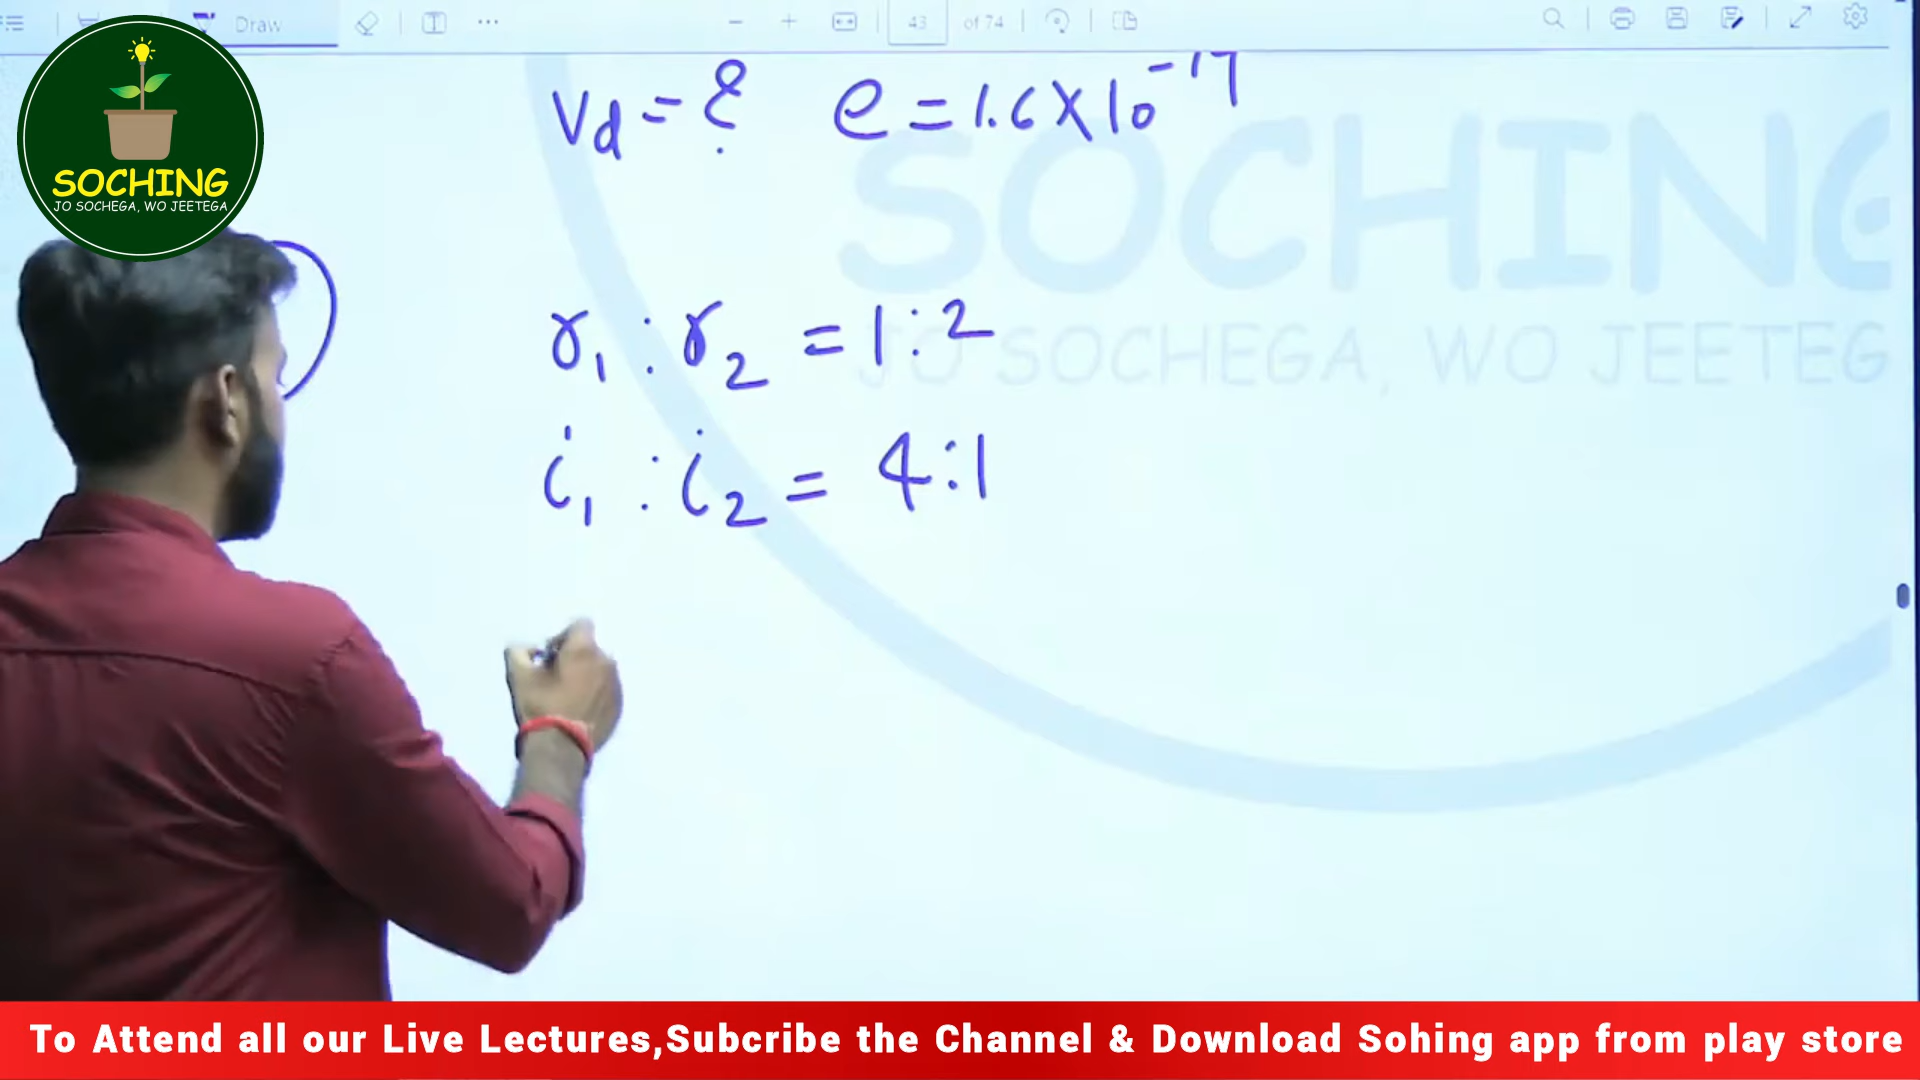 Draw
43 of 74
SOCHING
JO SOCHEGA, WO JEETEGA
Vd = ? e = 1.6 × 10
SOCHING
JO SOCHEGA, WO JEETEG
r1 : r2 = 1 : 2
i1 : i2 = 4 : 1
To Attend all our Live Lectures,Subcribe the Channel & Download Sohing app from play store